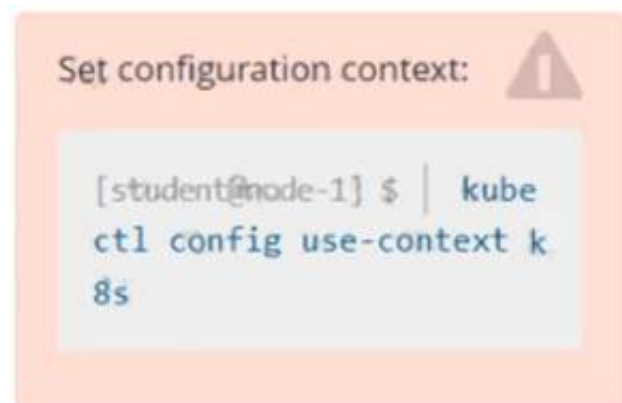 Set configuration context:
[student@node-1] $ | kube
ctl config use-context k
8s